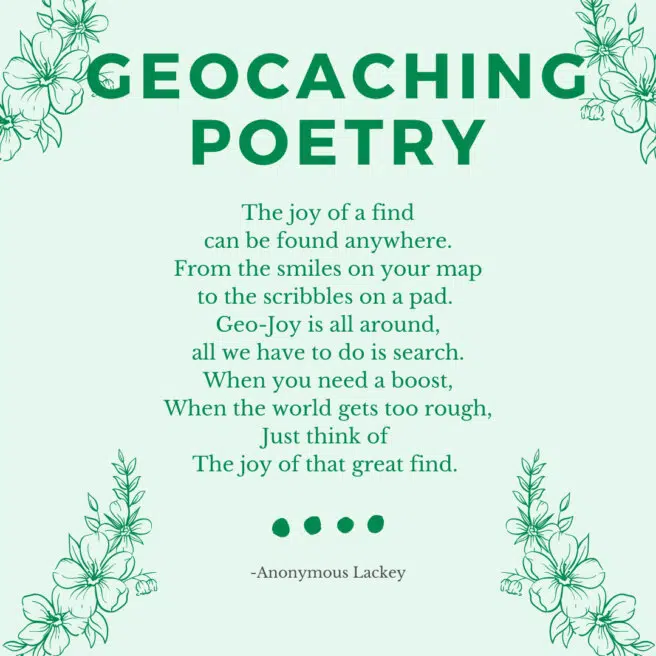 GEOCACHING
POETRY
The joy of a find
can be found anywhere.
From the smiles on your map
to the scribbles on a pad.
Geo-Joy is all around,
all we have to do is search.
When you need a boost,
When the world gets too rough,
Just think of
The joy of that great find.
-Anonymous Lackey